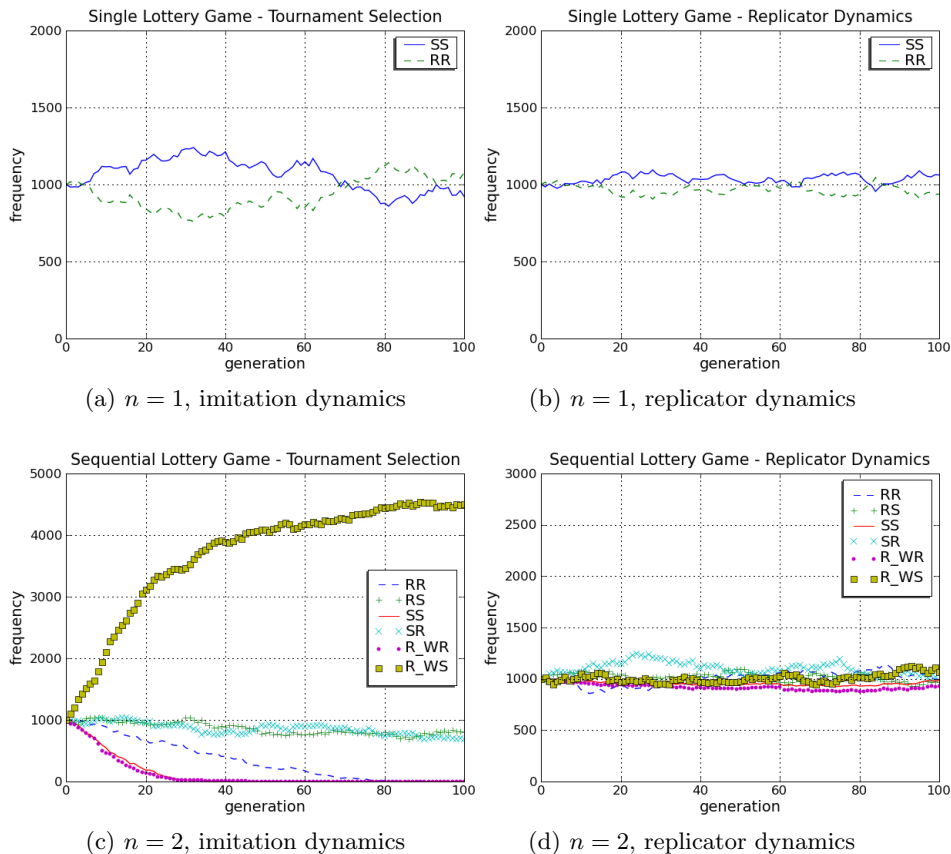 Single Lottery Game - Tournament Selection
2000
1500
1000
500
0
frequency
SS
RR
0 20 40 60 80 100
generation
(a) n = 1, imitation dynamics
Single Lottery Game - Replicator Dynamics
2000
1500
1000
500
0
frequency
SS
RR
0 20 40 60 80 100
generation
(b) n = 1, replicator dynamics
Sequential Lottery Game - Tournament Selection
5000
4000
3000
2000
1000
0
frequency
RR
RS
SS
SR
R_WR
R_WS
0 20 40 60 80 100
generation
(c) n = 2, imitation dynamics
Sequential Lottery Game - Replicator Dynamics
3000
2500
2000
1500
1000
500
0
frequency
RR
RS
SS
SR
R_WR
R_WS
0 20 40 60 80 100
generation
(d) n = 2, replicator dynamics